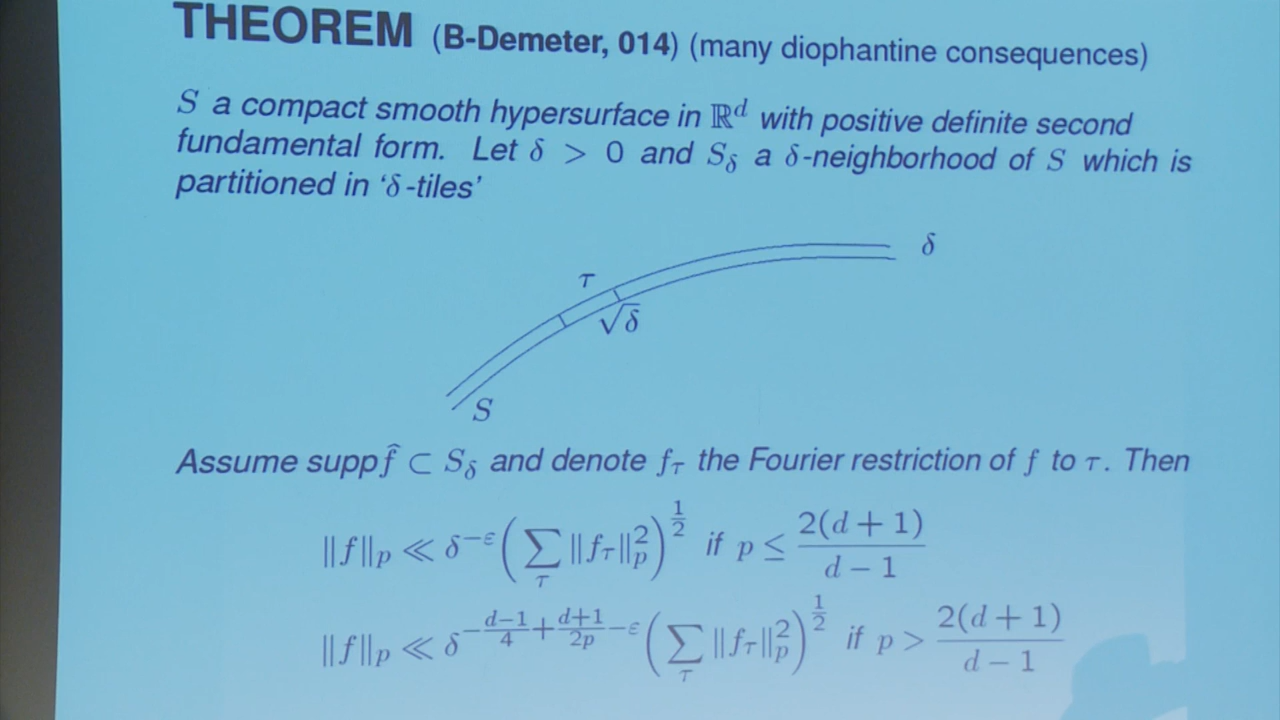 THEOREM (B-Demeter, 014) (many diophantine consequences)
S a compact smooth hypersurface in ℝ^d with positive definite second
fundamental form. Let δ > 0 and S_δ a δ-neighborhood of S which is
partitioned in ‘δ-tiles’
δ
τ
√δ
S
Assume supp f̂ ⊂ S_δ and denote f_τ the Fourier restriction of f to τ. Then
‖f‖_p ≪ δ^{-ε} (∑_τ ‖f_τ‖_p^2)^{1/2} if p ≤ 2(d+1)/(d−1)
‖f‖_p ≪ δ^{-(d−1)/4 + (d+1)/(2p) − ε} (∑_τ ‖f_τ‖_p^2)^{1/2} if p > 2(d+1)/(d−1)